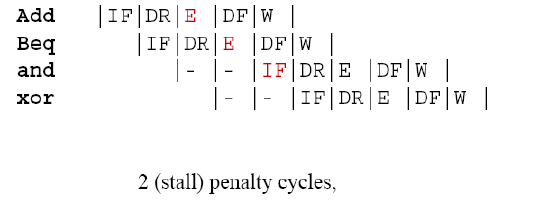 Add |IF|DR|E |DF|W |
Beq |IF|DR|E |DF|W |
and |- |- |IF|DR|E |DF|W |
xor |- |- |IF|DR|E |DF|W |
2 (stall) penalty cycles,